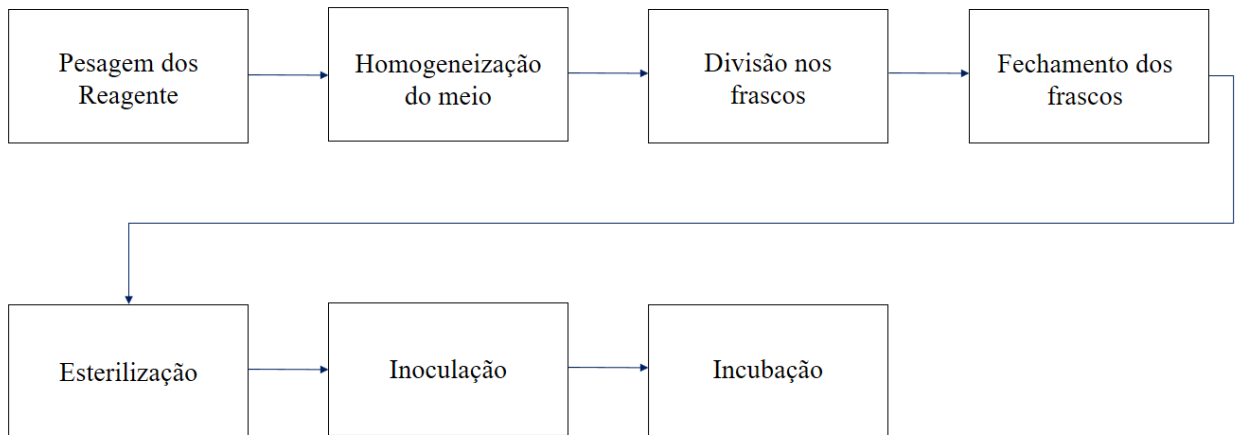 Pesagem dos
Reagente
Homogeneização
do meio
Divisão nos
frascos
Fechamento dos
frascos
Esterilização
Inoculação
Incubação